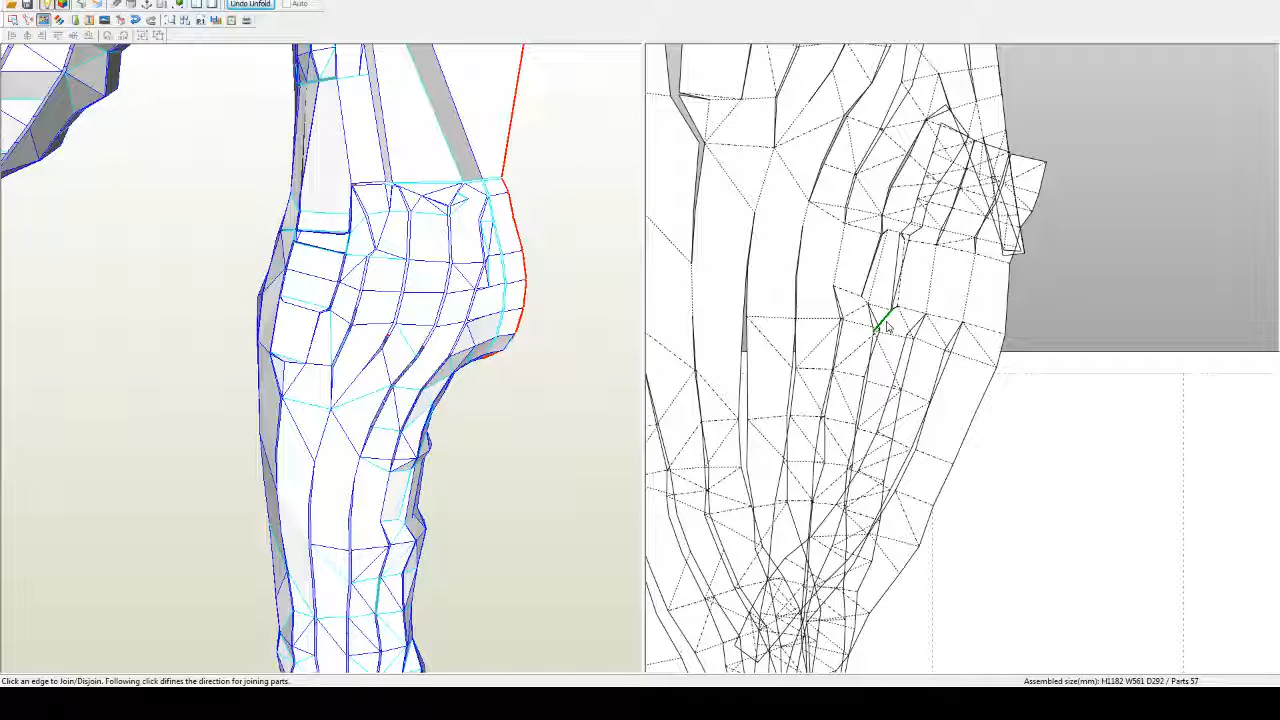 Undo Unfold
Auto
Click an edge to Join/Disjoin. Following click difines the direction for joining parts.
Assembled size(mm): H1182 W561 D292 / Parts 57